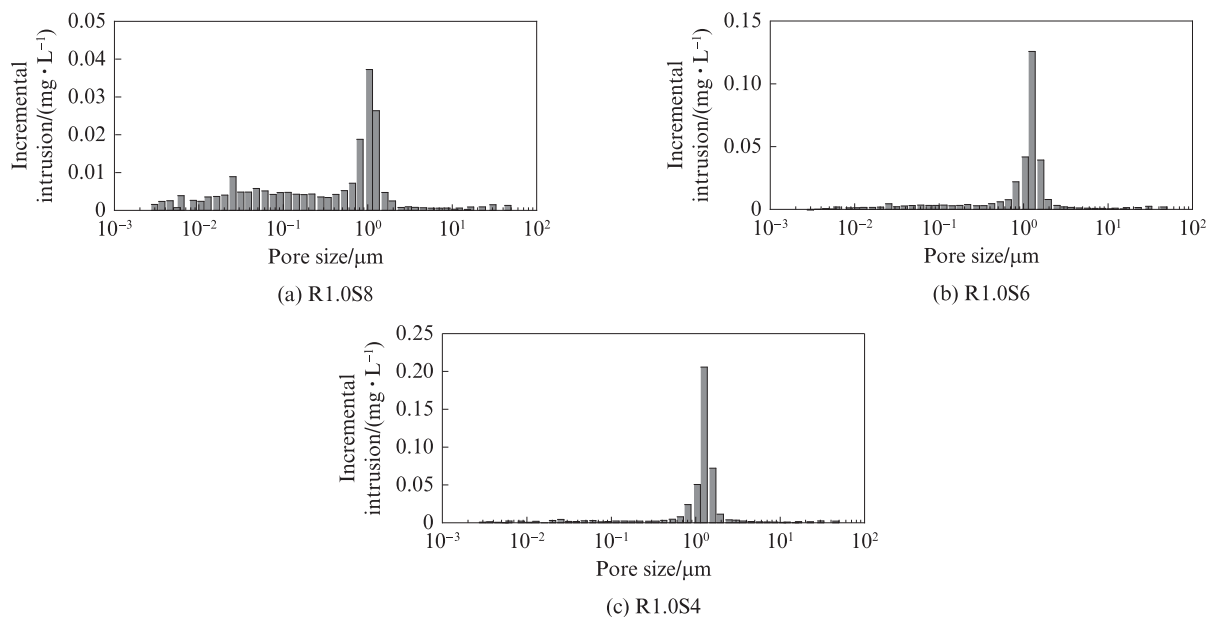 Incremental
intrusion/(mg·L⁻¹)
0.05
0.04
0.03
0.02
0.01
0
10⁻³ 10⁻² 10⁻¹ 10⁰ 10¹ 10²
Pore size/μm
(a) R1.0S8
Incremental
intrusion/(mg·L⁻¹)
0.15
0.10
0.05
0
10⁻³ 10⁻² 10⁻¹ 10⁰ 10¹ 10²
Pore size/μm
(b) R1.0S6
Incremental
intrusion/(mg·L⁻¹)
0.25
0.20
0.15
0.10
0.05
0
10⁻³ 10⁻² 10⁻¹ 10⁰ 10¹ 10²
Pore size/μm
(c) R1.0S4